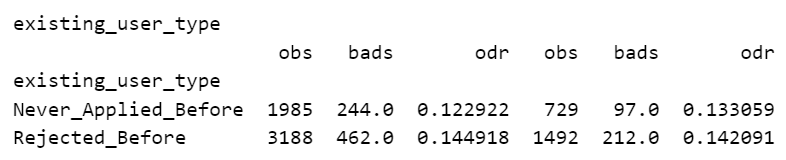 existing_user_type
obs bads odr obs bads odr
existing_user_type
Never_Applied_Before 1985 244.0 0.122922 729 97.0 0.133059
Rejected_Before 3188 462.0 0.144918 1492 212.0 0.142091